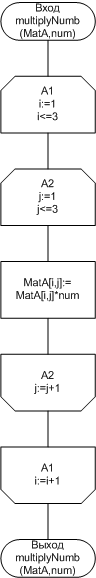 Вход
multiplyNumb
(MatA,num)
A1
i:=1
i<=3
A2
j:=1
j<=3
MatA[i,j]:=
MatA[i,j]*num
A2
j:=j+1
A1
i:=i+1
Выход
multiplyNumb
(MatA,num)